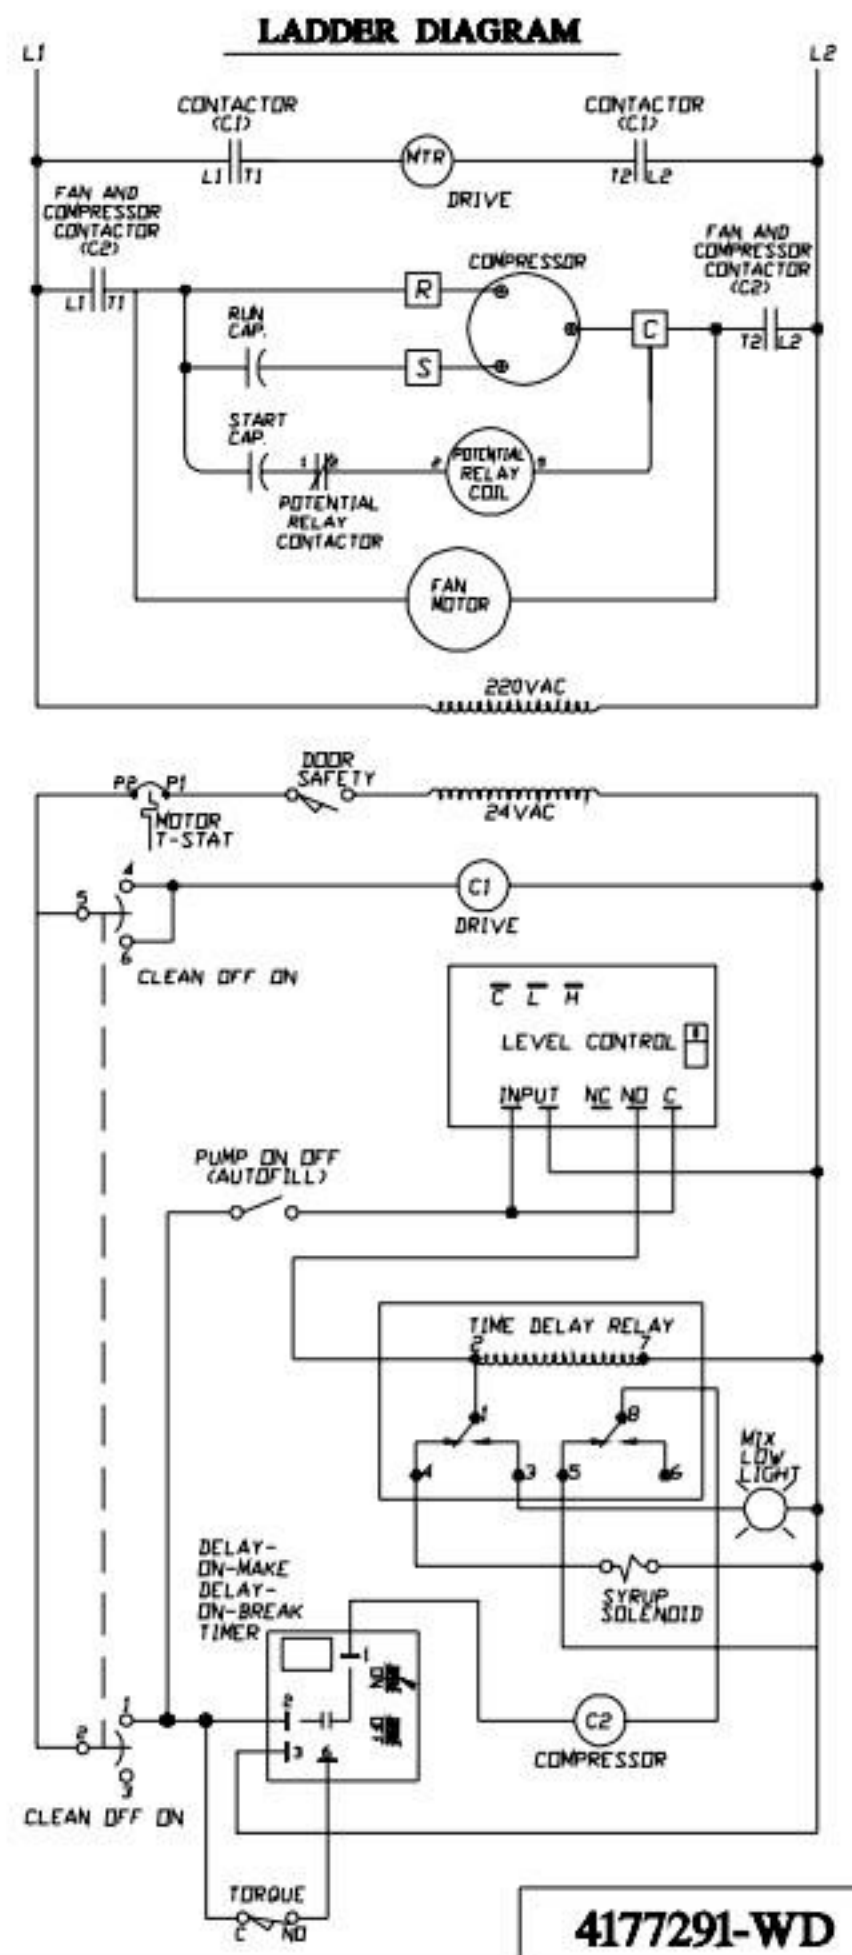 LADDER DIAGRAM
L1
L2
CONTACTOR
(C1)
CONTACTOR
(C1)
MTR
L1 T1
T2 L2
DRIVE
FAN AND
COMPRESSOR
CONTACTOR
(C2)
FAN AND
COMPRESSOR
CONTACTOR
(C2)
COMPRESSOR
L1 T1
R
RUN
CAP.
C
T2 L2
S
START
CAP.
1
2
POTENTIAL
RELAY
COIL
5
POTENTIAL
RELAY
CONTACTOR
FAN
MOTOR
220VAC
DOOR
SAFETY
P2
P1
MOTOR
T-STAT
24VAC
4
5
C1
DRIVE
6
CLEAN OFF ON
C L H
LEVEL CONTROL
INPUT NC NO C
PUMP ON OFF
(AUTOFILL)
TIME DELAY RELAY
2
7
1
8
4
3
5
6
MIX
LOW
LIGHT
DELAY-
ON-MAKE
DELAY-
ON-BREAK
TIMER
SYRUP
SOLENOID
1
ON
2
OFF
3
6
1
2
3
C2
COMPRESSOR
CLEAN OFF ON
TORQUE
C
NO
4177291-WD